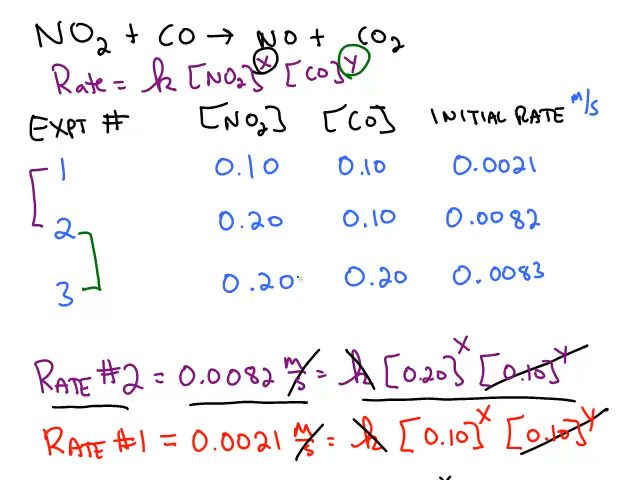 NO₂ + CO → NO + CO₂
Rate = k [NO₂]ˣ [CO]ʸ
EXPT # [NO₂] [CO] INITIAL RATE M/S
1 0.10 0.10 0.0021
2 0.20 0.10 0.0082
3 0.20 0.20 0.0083
RATE #2 = 0.0082 M/S = k [0.20]ˣ [0.10]ʸ
RATE #1 = 0.0021 M/S = k [0.10]ˣ [0.10]ʸ